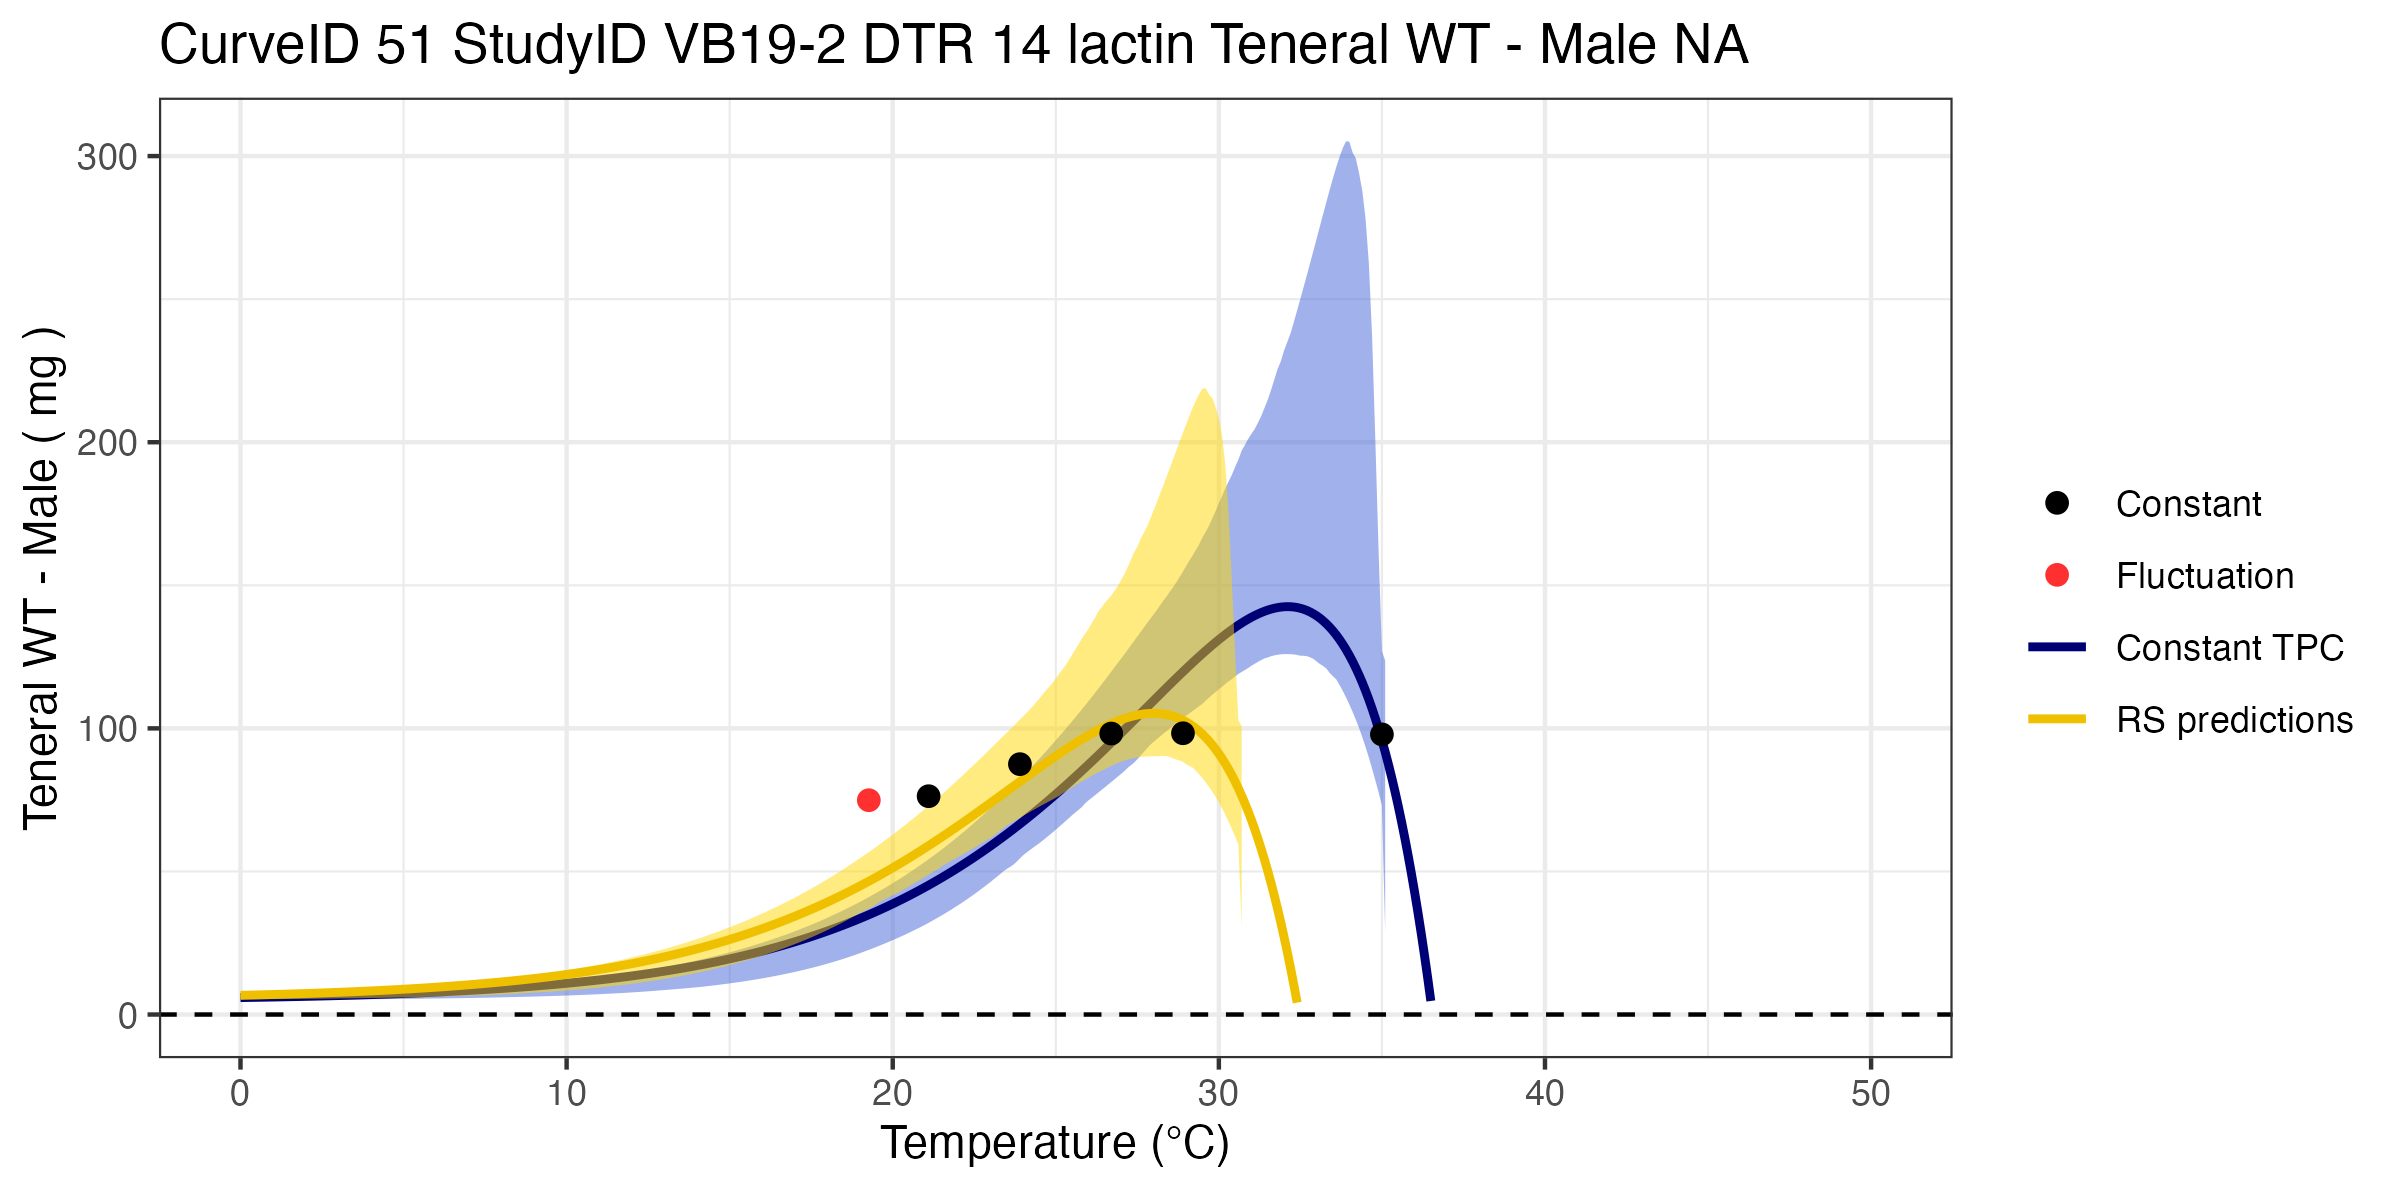 CurveID 51 StudyID VB19-2 DTR 14 lactin Teneral WT - Male NA
Teneral WT - Male ( mg )
300
200
100
0
0 10 20 30 40 50
Temperature (°C)
Constant
Fluctuation
Constant TPC
RS predictions